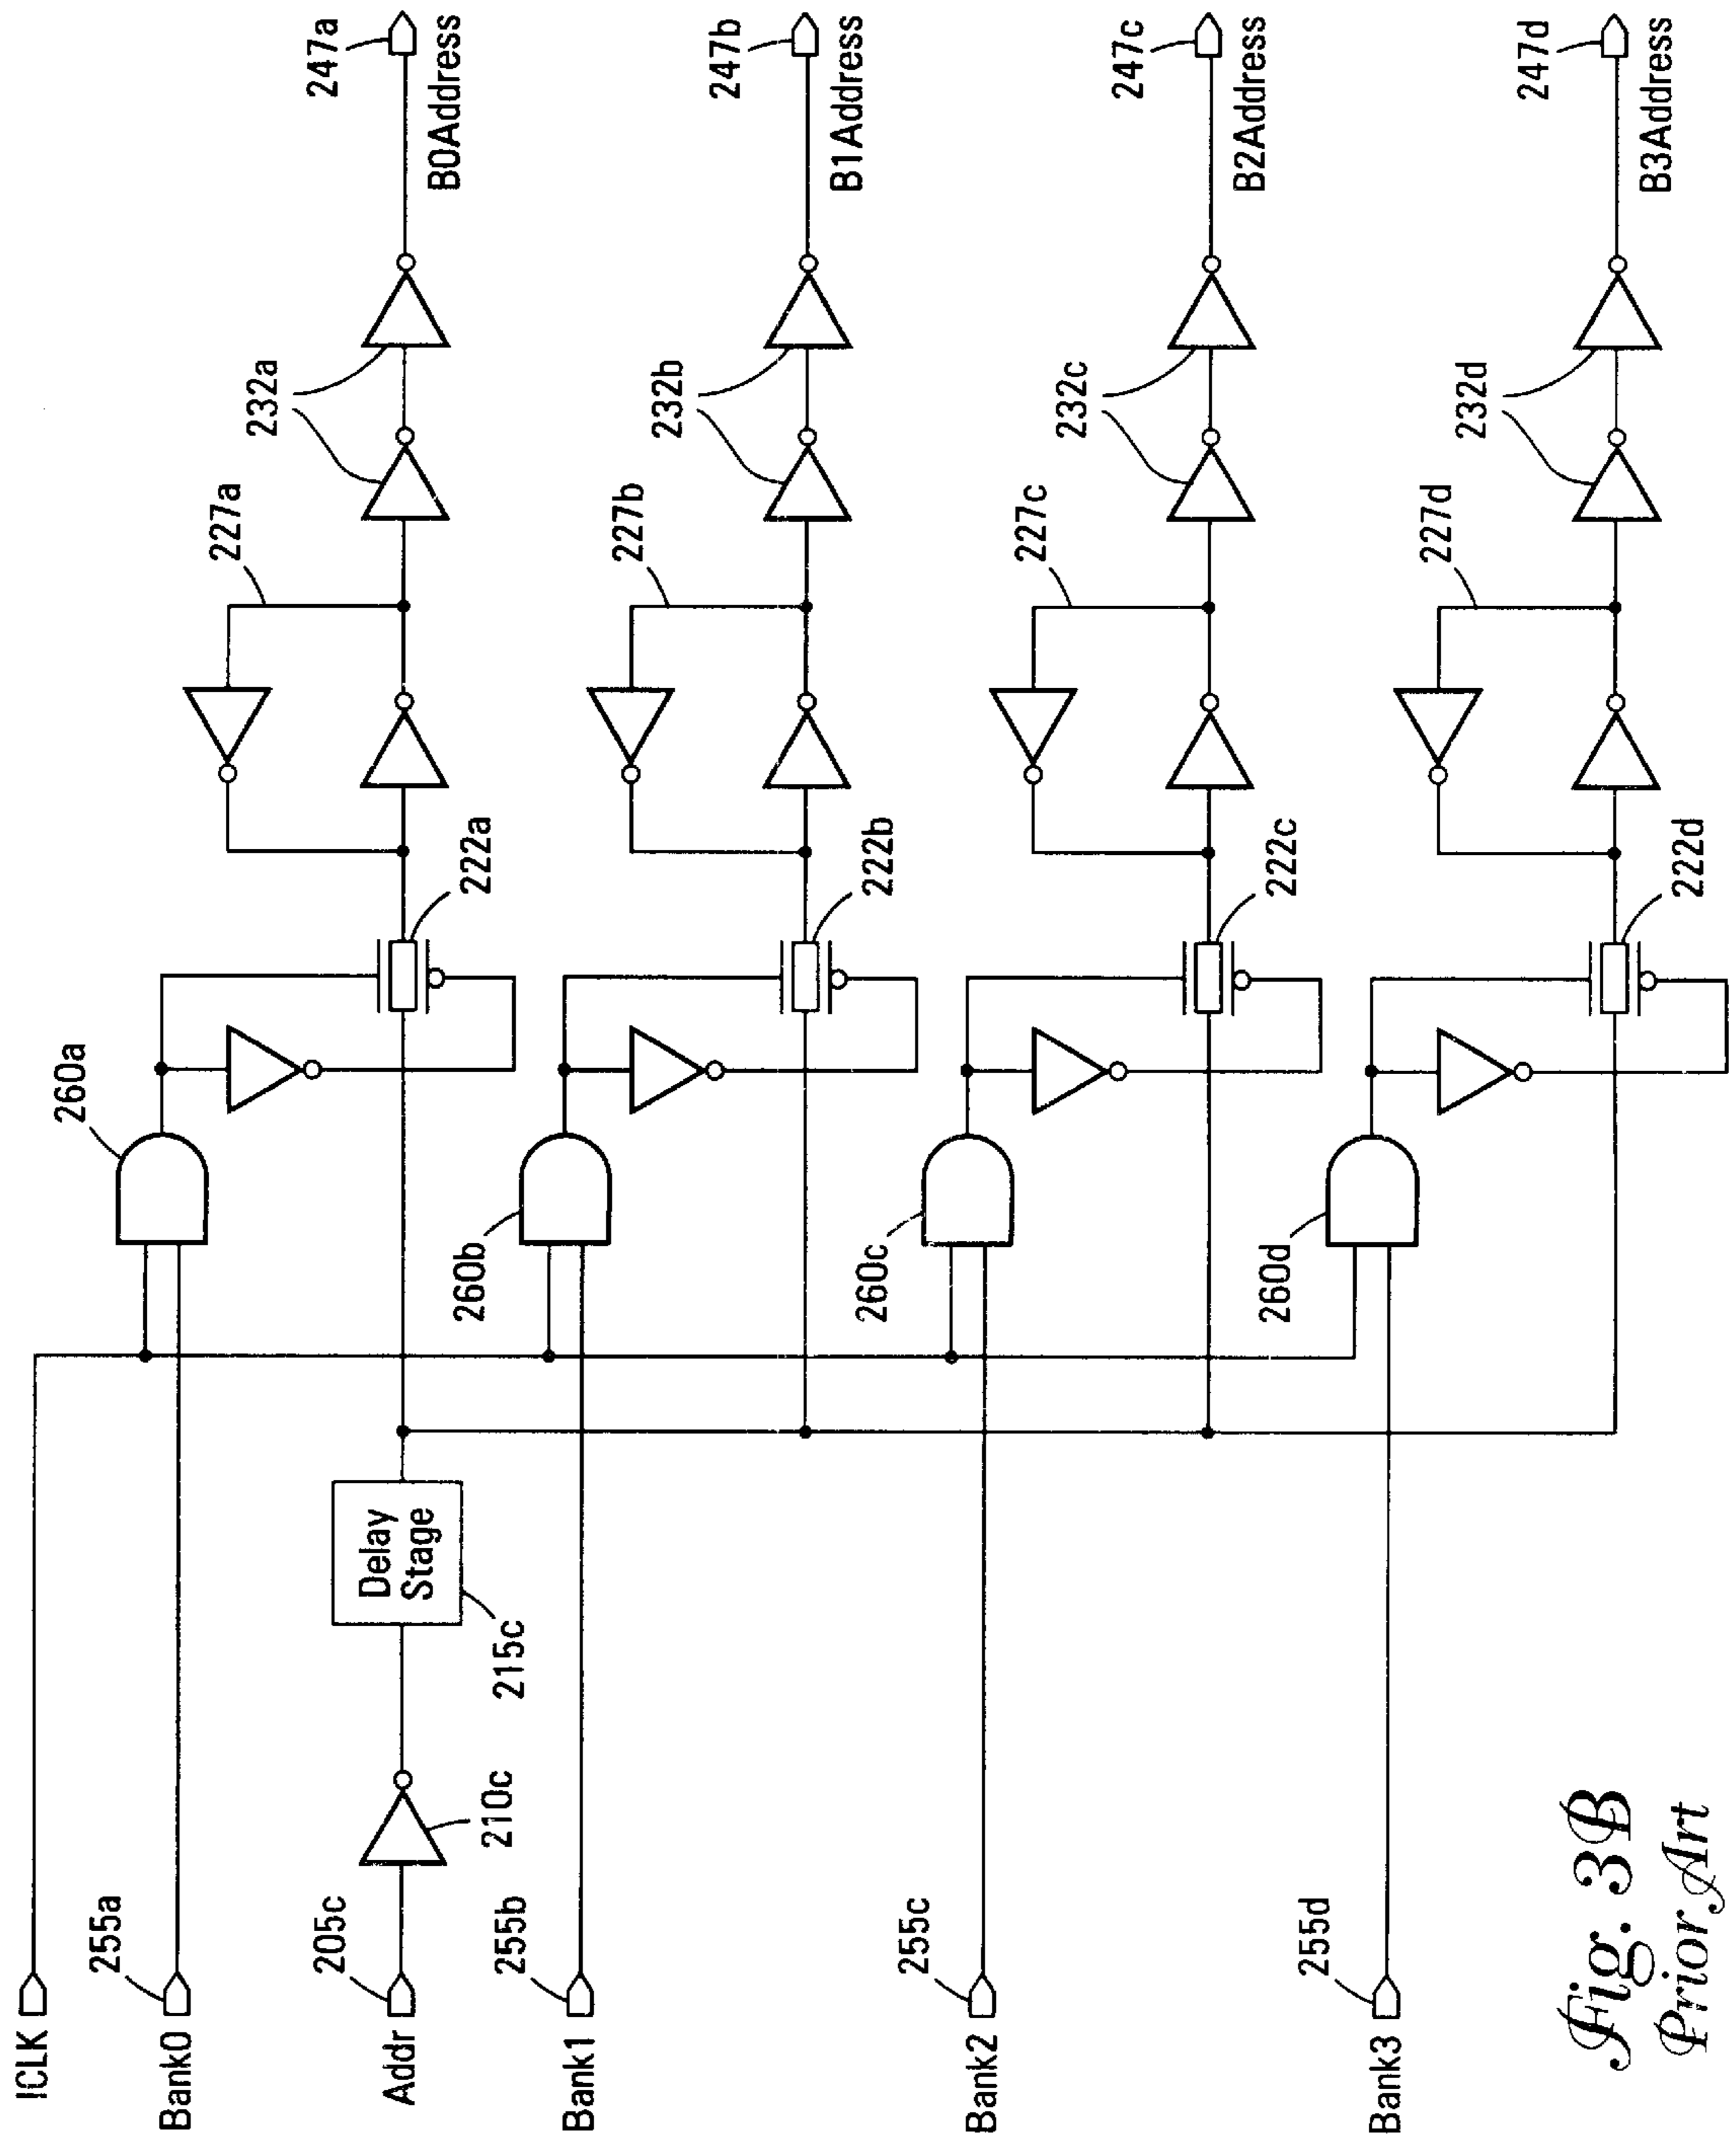 ICLK
Bank0
255a
Addr
205c
210c
Delay
Stage
215c
Bank1
255b
Bank2
255c
Bank3
255d
260a
222a
227a
232a
247a
B0Address
260b
222b
227b
232b
247b
B1Address
260c
222c
227c
232c
247c
B2Address
260d
222d
227d
232d
247d
B3Address
Fig. 3B
Prior Art